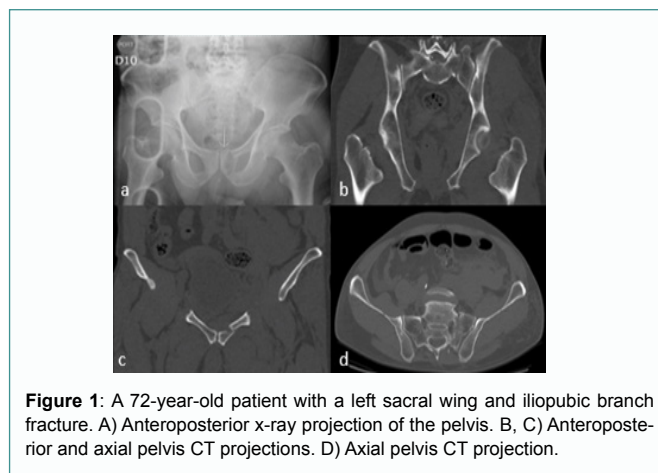 D10
a
b
c
d
Figure 1: A 72-year-old patient with a left sacral wing and iliopubic branch
fracture. A) Anteroposterior x-ray projection of the pelvis. B, C) Anteroposte-
rior and axial pelvis CT projections. D) Axial pelvis CT projection.